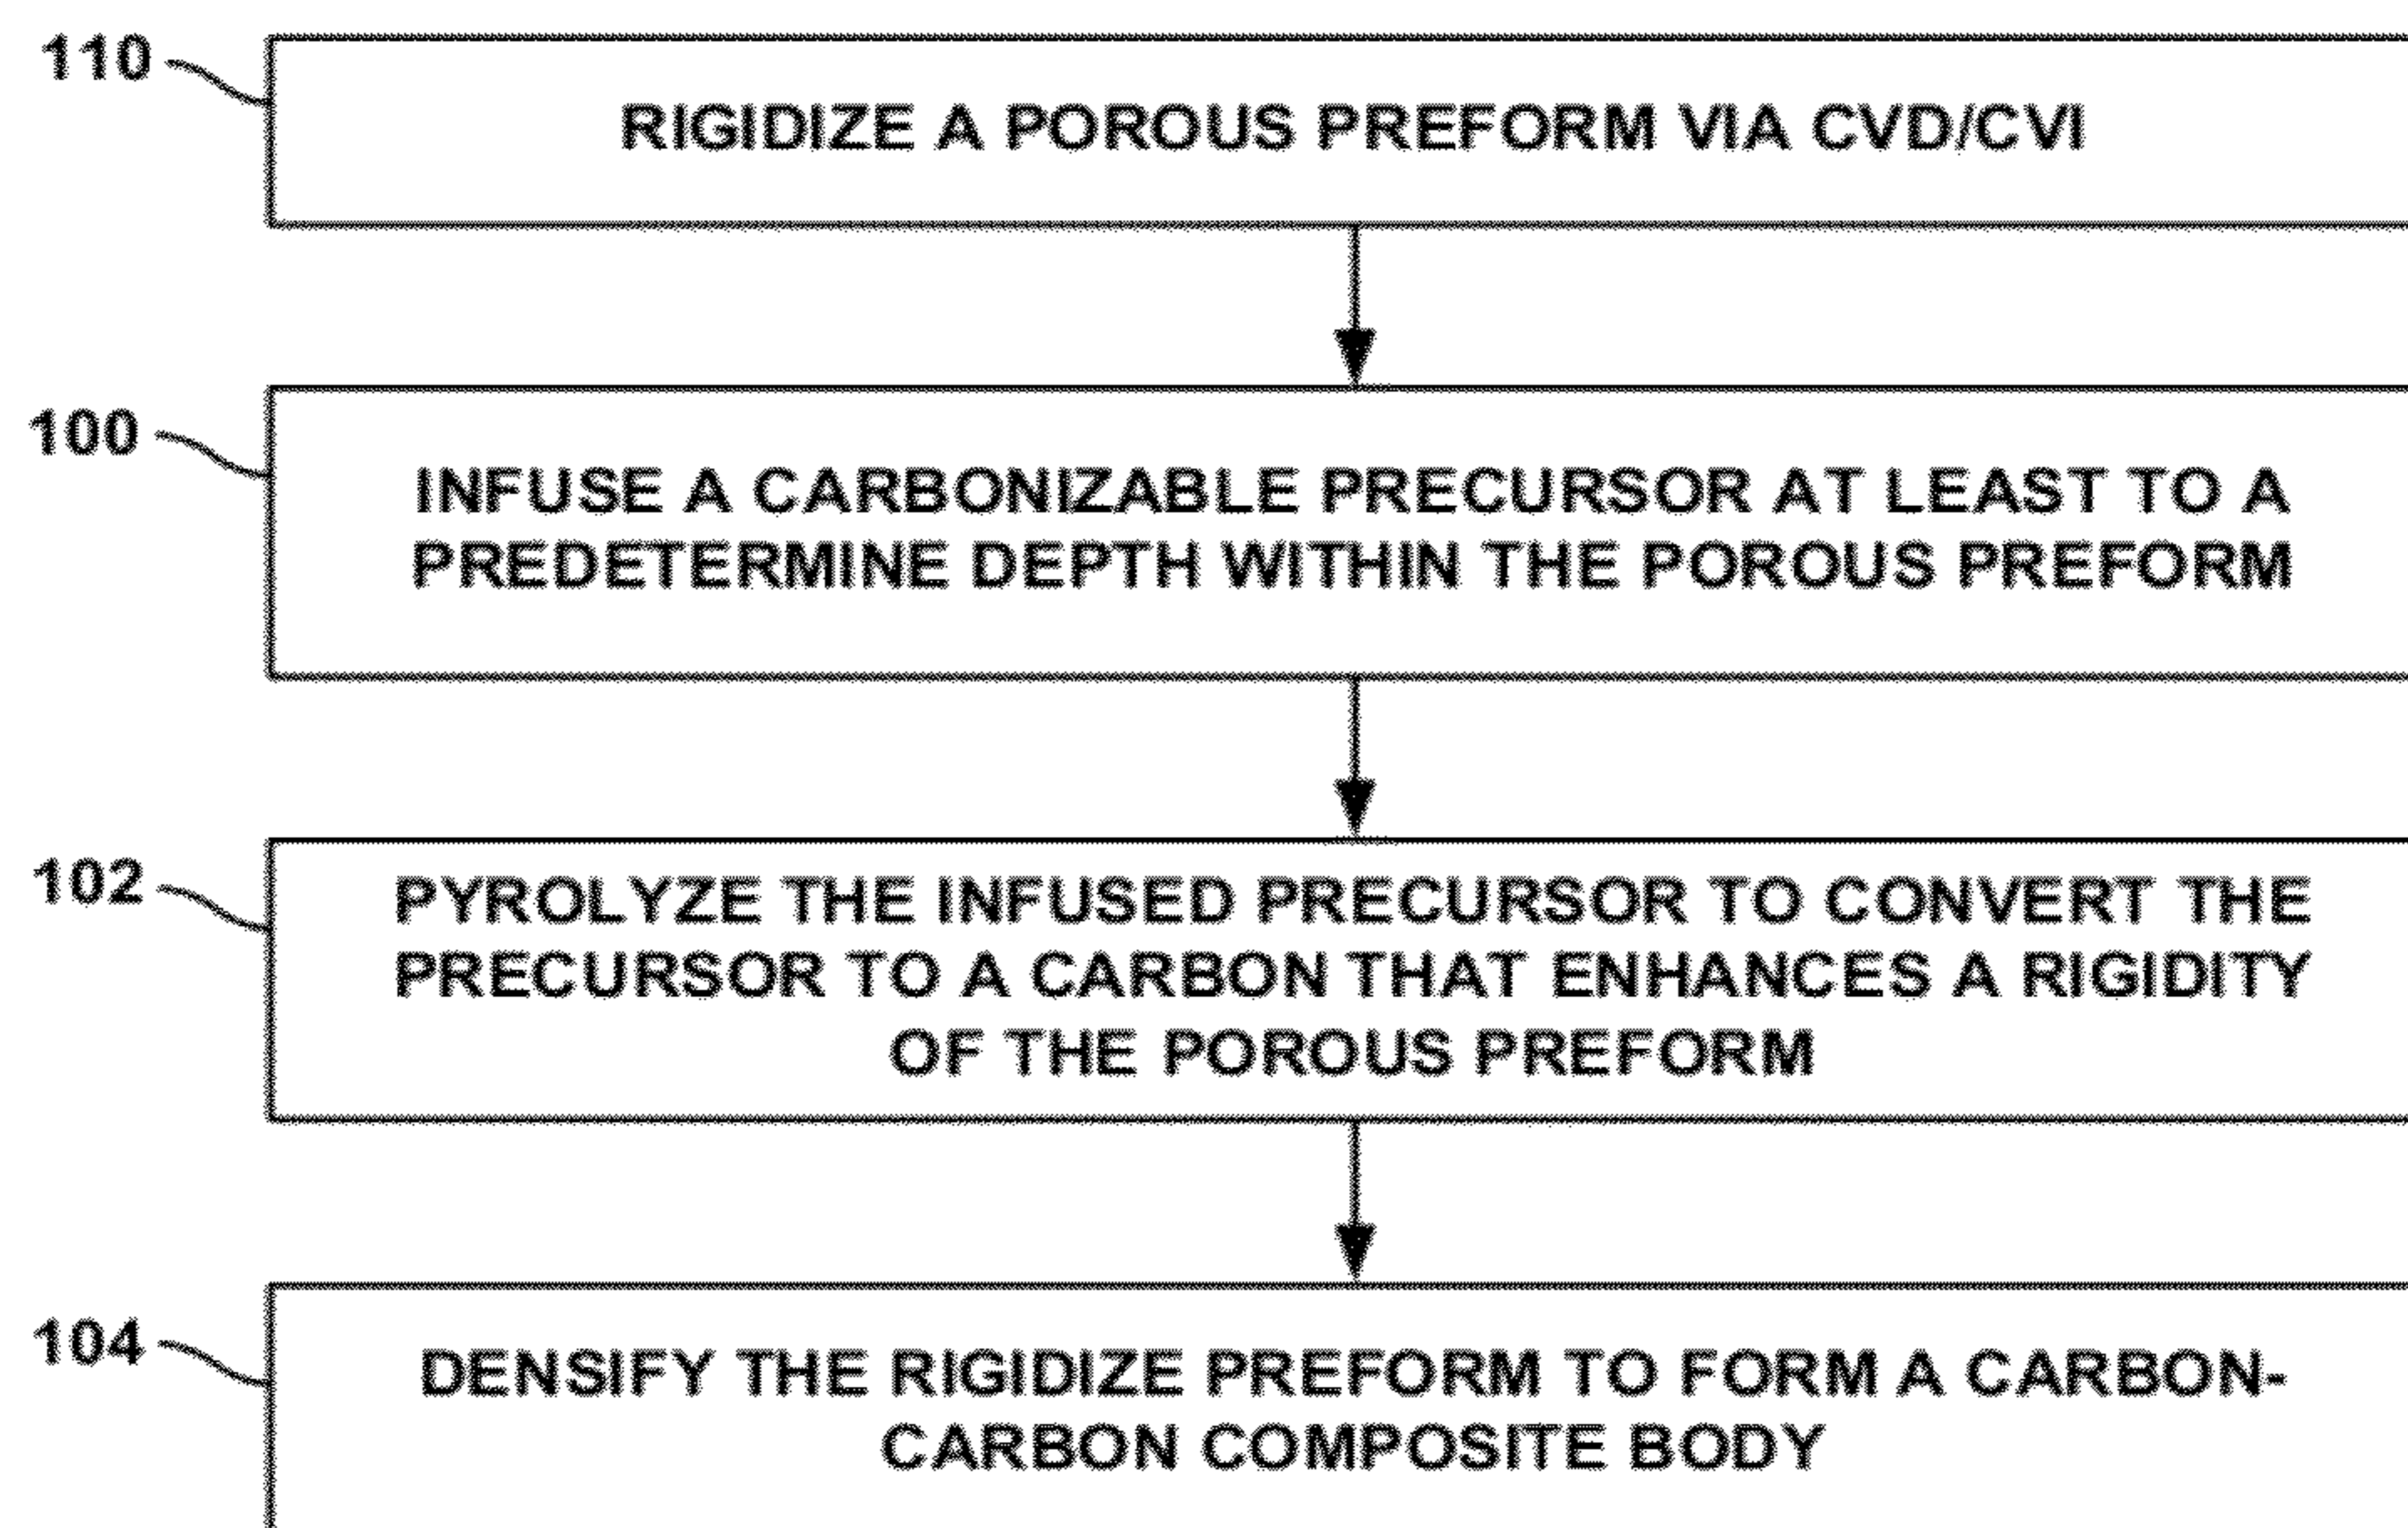 110
RIGIDIZE A POROUS PREFORM VIA CVD/CVI
100
INFUSE A CARBONIZABLE PRECURSOR AT LEAST TO A
PREDETERMINE DEPTH WITHIN THE POROUS PREFORM
102
PYROLYZE THE INFUSED PRECURSOR TO CONVERT THE
PRECURSOR TO A CARBON THAT ENHANCES A RIGIDITY
OF THE POROUS PREFORM
104
DENSIFY THE RIGIDIZE PREFORM TO FORM A CARBON-
CARBON COMPOSITE BODY